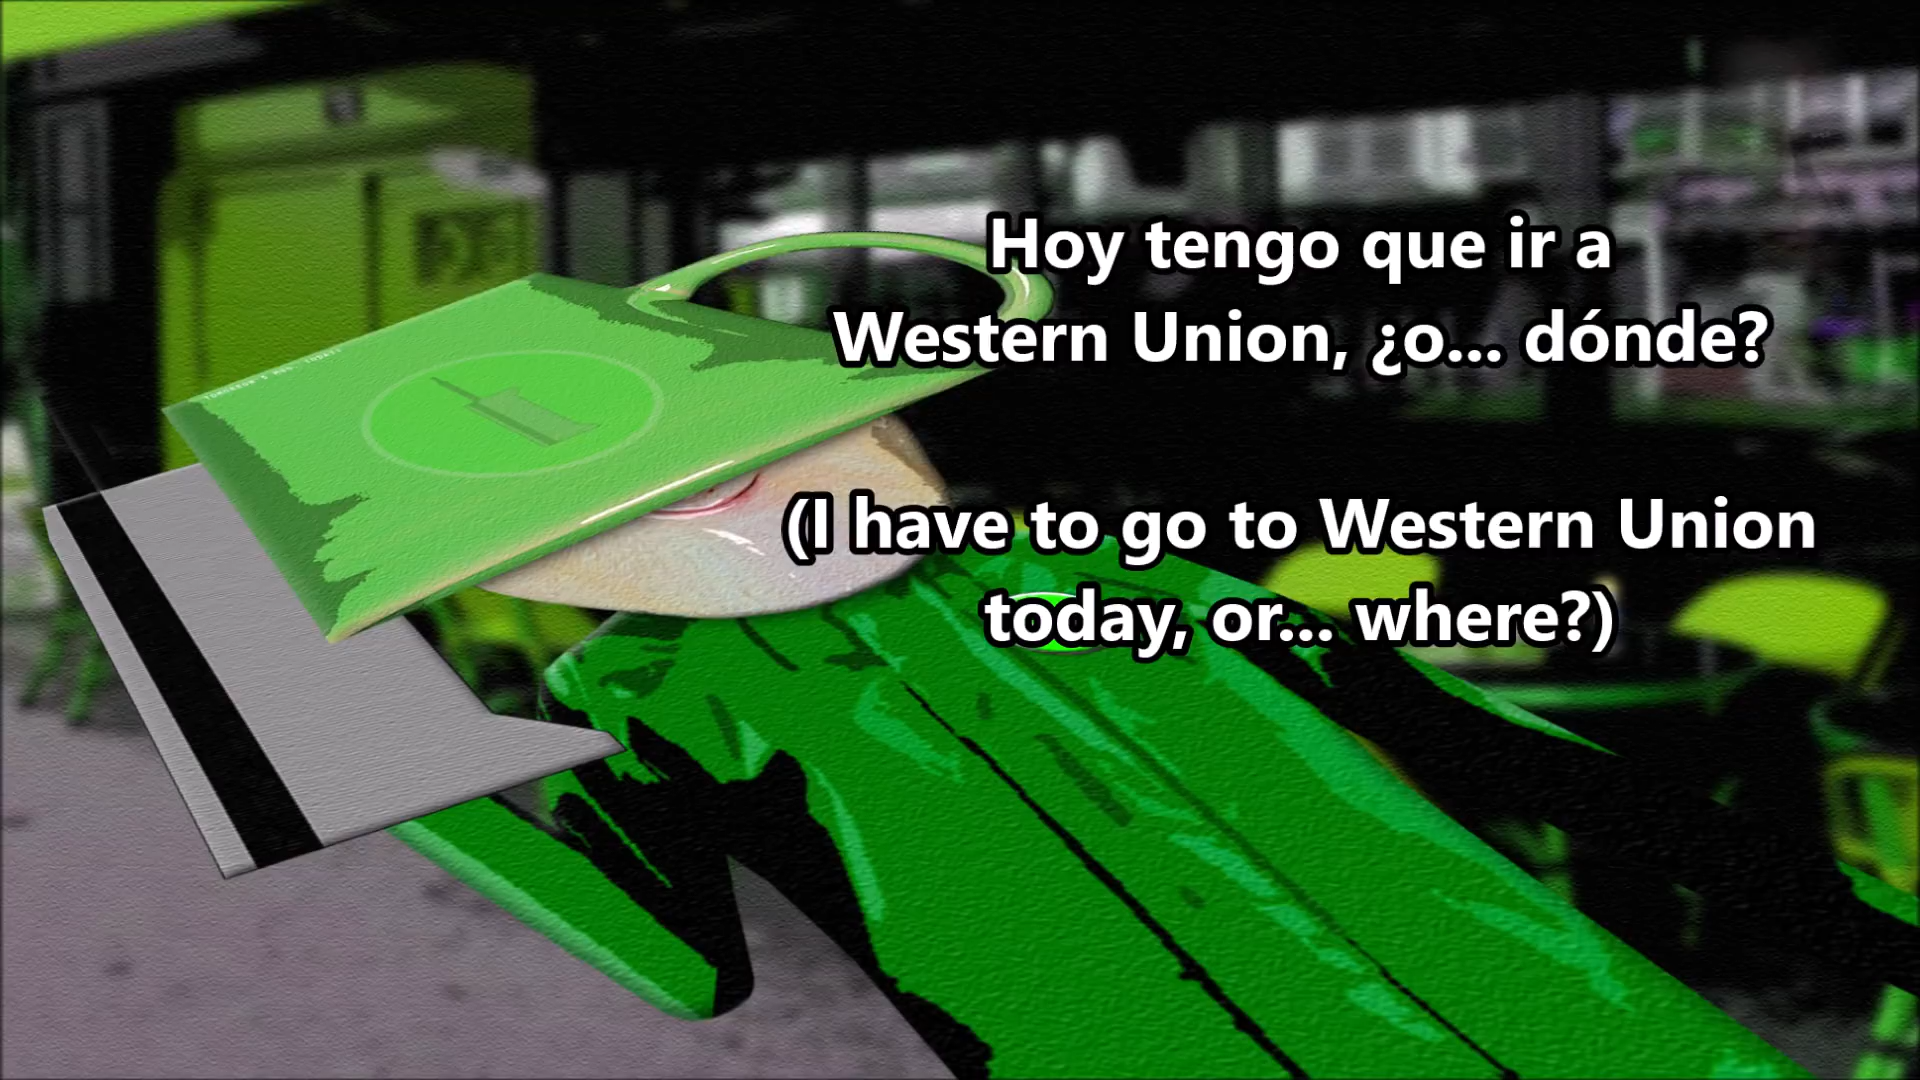 Hoy tengo que ir a
Western Union, ¿o... dónde?
(I have to go to Western Union
today, or... where?)